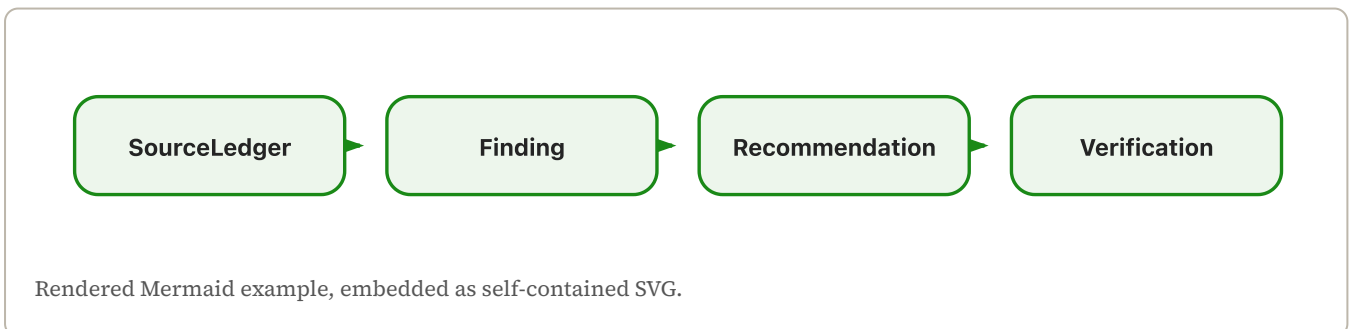 SourceLedger
Finding
Recommendation
Verification
Rendered Mermaid example, embedded as self-contained SVG.